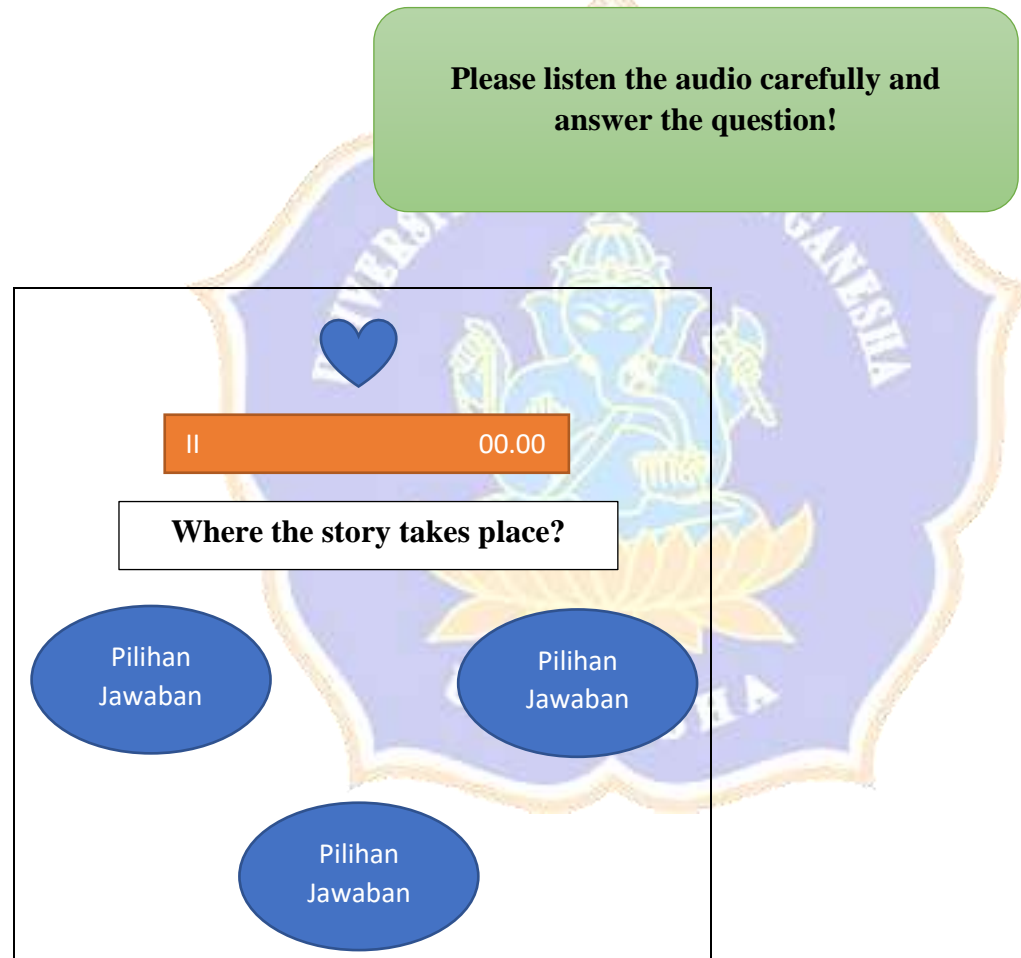 Please listen the audio carefully and
answer the question!
II 00.00
Where the story takes place?
Pilihan
Jawaban
Pilihan
Jawaban
Pilihan
Jawaban